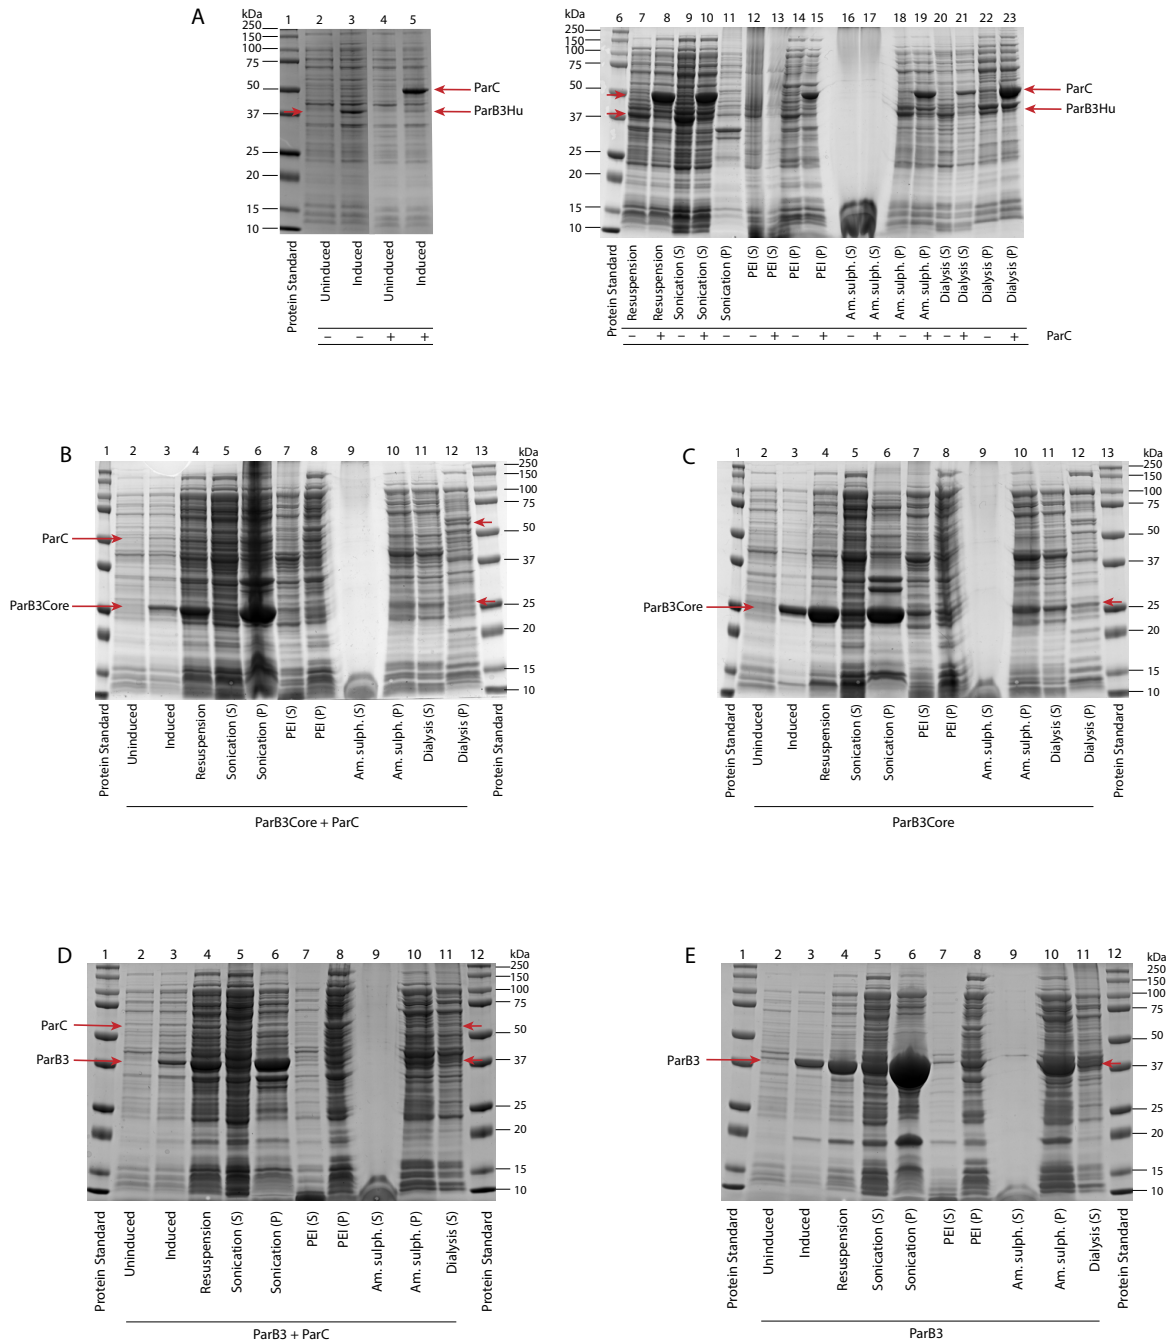 A
kDa
1 2 3 4 5
250
150
100
75
50
37
25
20
15
10
ParC
ParB3Hu
Protein Standard
Uninduced
Induced
Uninduced
Induced
– – + +
kDa
6 7 8 9 10 11 12 13 14 15 16 17 18 19 20 21 22 23
250
150
100
75
50
37
25
20
15
10
ParC
ParB3Hu
Protein Standard
Resuspension
Resuspension
Sonication (S)
Sonication (S)
Sonication (P)
PEI (S)
PEI (S)
PEI (P)
PEI (P)
Am. sulph. (S)
Am. sulph. (S)
Am. sulph. (P)
Am. sulph. (P)
Dialysis (S)
Dialysis (S)
Dialysis (P)
Dialysis (P)
– + – + – – + – + – + – + – + – + ParC
B
1 2 3 4 5 6 7 8 9 10 11 12 13
kDa
250
150
100
75
50
37
25
20
15
10
ParC
ParB3Core
Protein Standard
Uninduced
Induced
Resuspension
Sonication (S)
Sonication (P)
PEI (S)
PEI (P)
Am. sulph. (S)
Am. sulph. (P)
Dialysis (S)
Dialysis (P)
Protein Standard
ParB3Core + ParC
C
1 2 3 4 5 6 7 8 9 10 11 12 13
kDa
250
150
100
75
50
37
25
20
15
10
ParB3Core
Protein Standard
Uninduced
Induced
Resuspension
Sonication (S)
Sonication (P)
PEI (S)
PEI (P)
Am. sulph. (S)
Am. sulph. (P)
Dialysis (S)
Dialysis (P)
Protein Standard
ParB3Core
D
1 2 3 4 5 6 7 8 9 10 11 12
kDa
250
150
100
75
50
37
25
20
15
10
ParC
ParB3
Protein Standard
Uninduced
Induced
Resuspension
Sonication (S)
Sonication (P)
PEI (S)
PEI (P)
Am. sulph. (S)
Am. sulph. (P)
Dialysis (S)
Protein Standard
ParB3 + ParC
E
1 2 3 4 5 6 7 8 9 10 11 12
kDa
250
150
100
75
50
37
25
20
15
10
ParB3
Protein Standard
Uninduced
Induced
Resuspension
Sonication (S)
Sonication (P)
PEI (S)
PEI (P)
Am. sulph. (S)
Am. sulph. (P)
Dialysis (S)
Protein Standard
ParB3